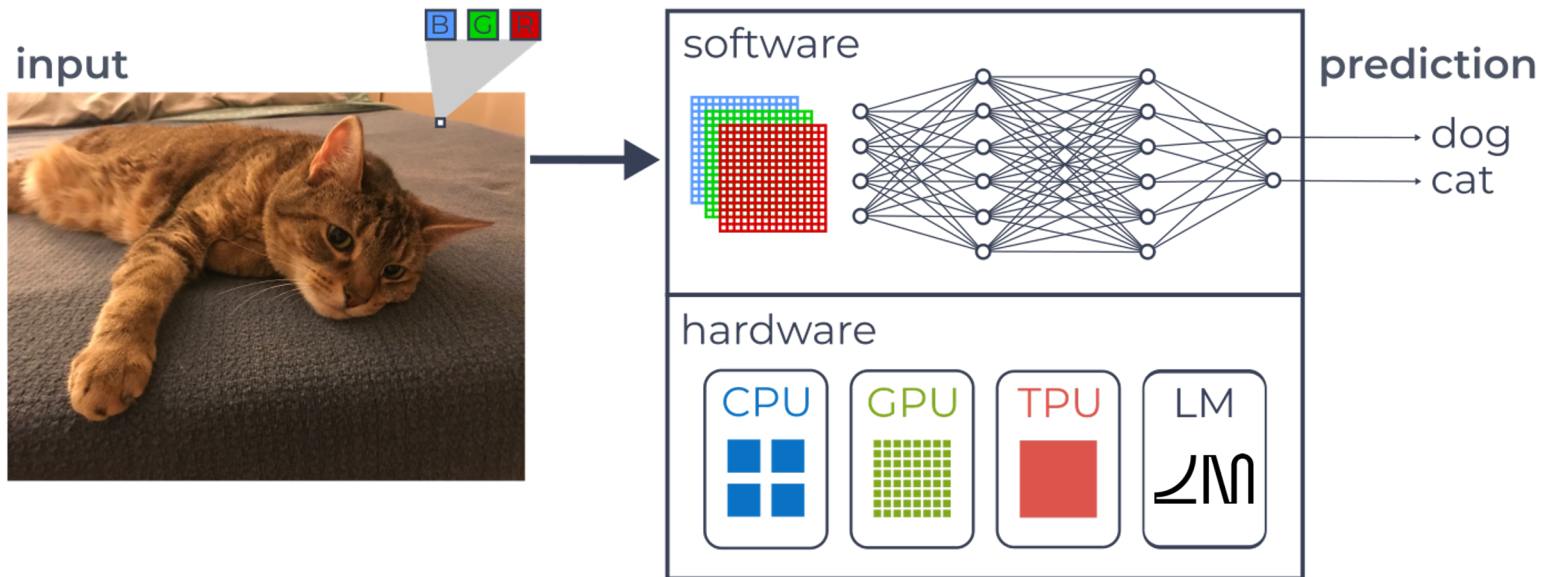 B G R
input
software
prediction
dog
cat
hardware
CPU
GPU
TPU
LM